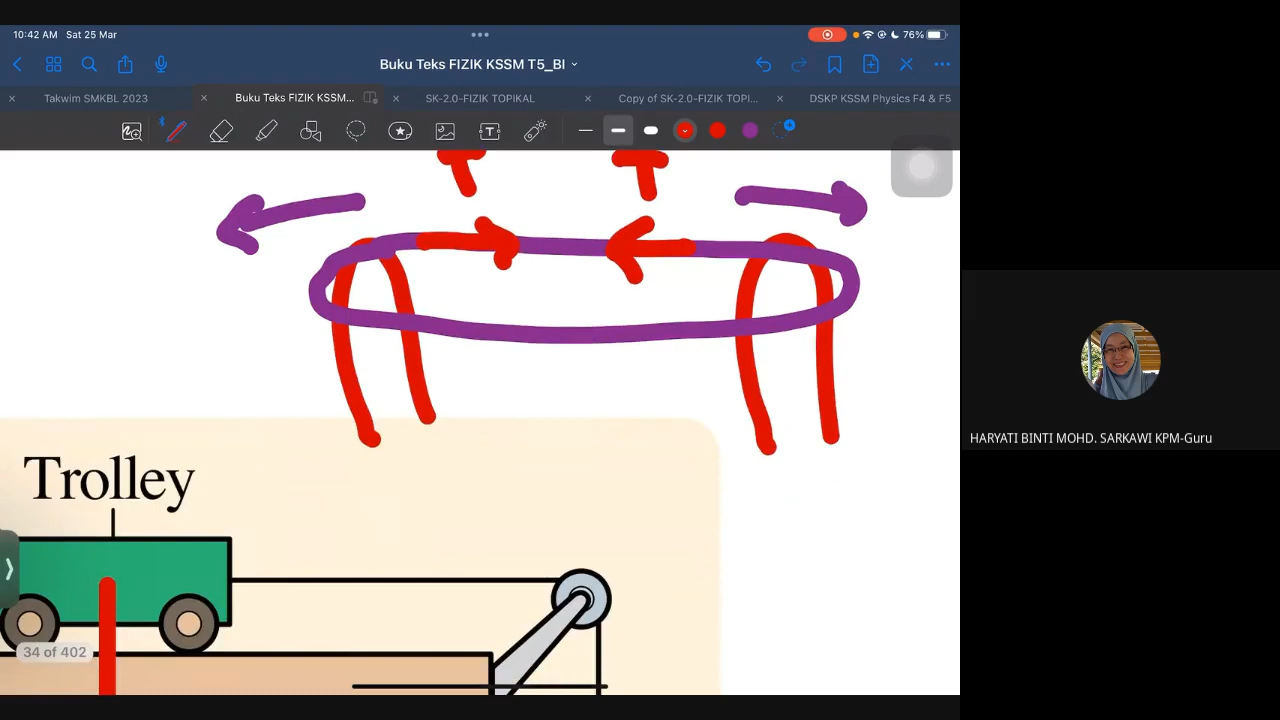 10:42 AM Sat 25 Mar
76%
Buku Teks FIZIK KSSM T5_BI
Takwim SMKBL 2023
Buku Teks FIZIK KSSM...
SK-2.0-FIZIK TOPIKAL
Copy of SK-2.0-FIZIK TOPI...
DSKP KSSM Physics F4 & F5
T
T
HARYATI BINTI MOHD. SARKAWI KPM-Guru
Trolley
34 of 402